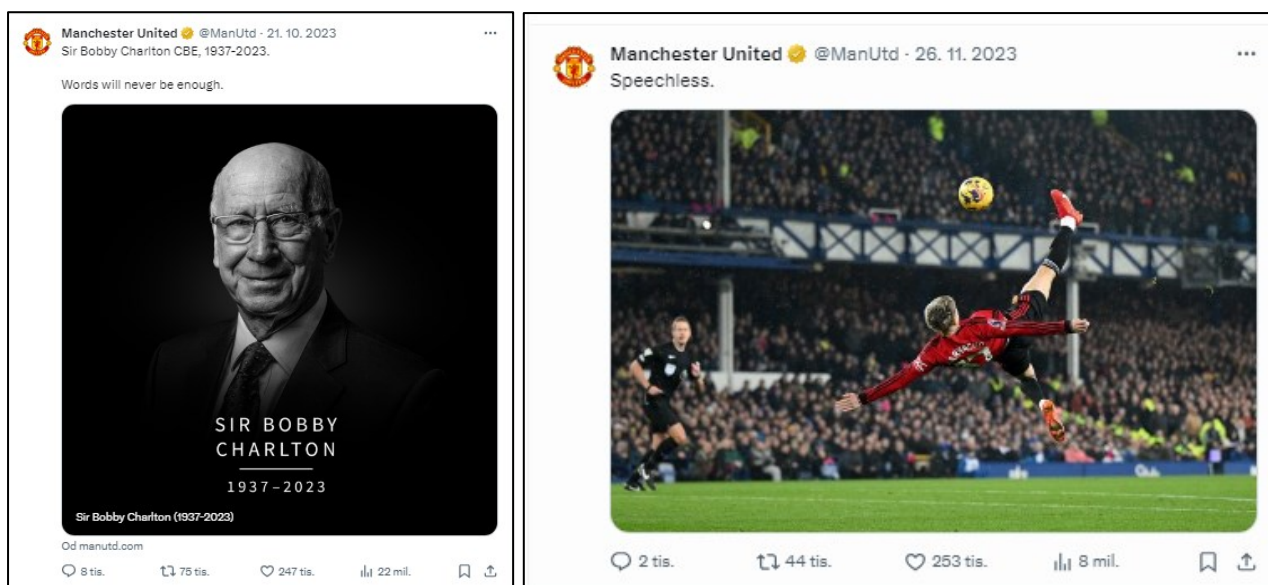 Manchester United @ManUtd · 21. 10. 2023
Sir Bobby Charlton CBE, 1937-2023.
Words will never be enough.
SIR BOBBY
CHARLTON
1937–2023
Sir Bobby Charlton (1937-2023)
Od manutd.com
8 tis. 75 tis. 247 tis. 22 mil.
Manchester United @ManUtd · 26. 11. 2023
Speechless.
2 tis. 44 tis. 253 tis. 8 mil.